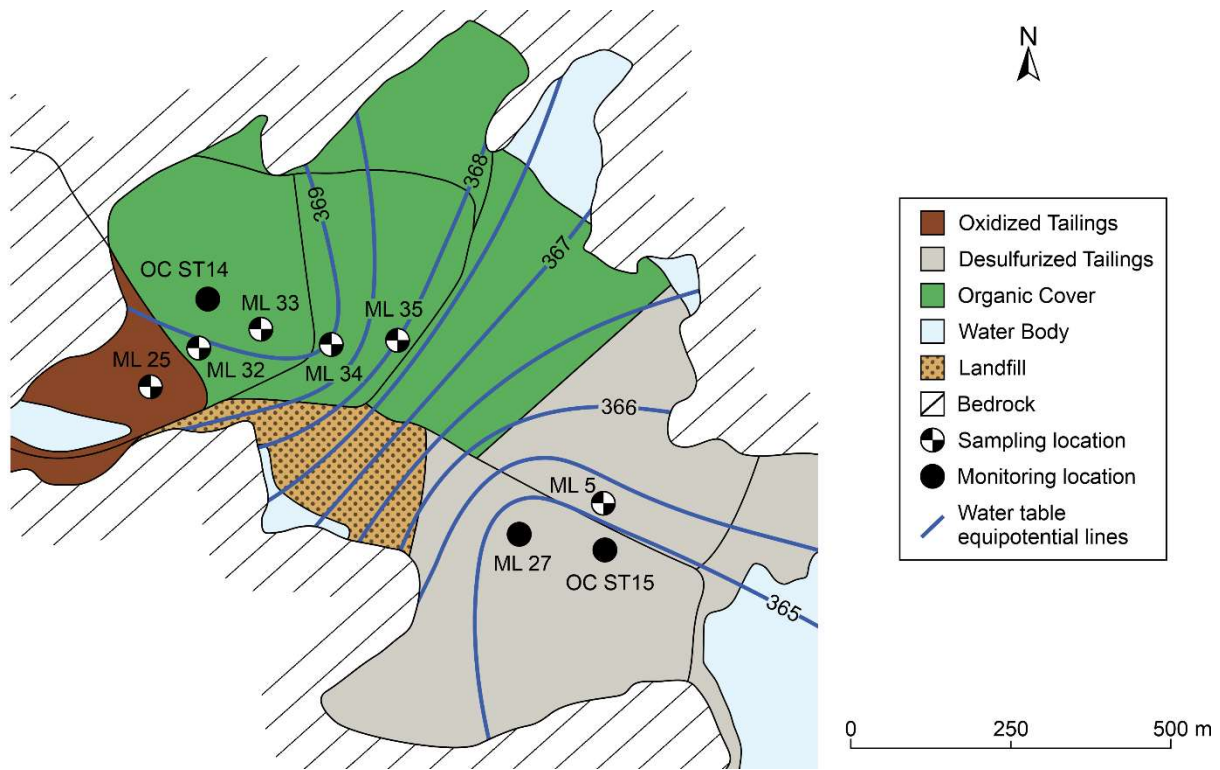 N
368
369
367
OC ST14
ML 33
ML 35
ML 25
ML 32
ML 34
366
ML 5
ML 27
OC ST15
365
Oxidized Tailings
Desulfurized Tailings
Organic Cover
Water Body
Landfill
Bedrock
Sampling location
Monitoring location
Water table
equipotential lines
0 250 500 m